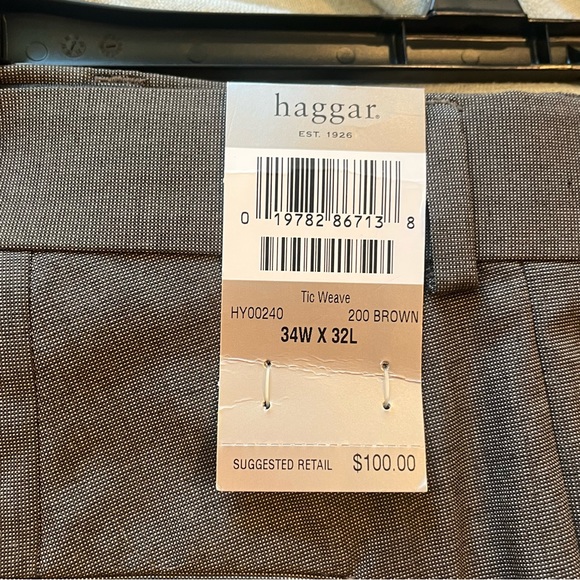 haggar.
EST. 1926
0 19782 86713 8
Tic Weave
HY00240 200 BROWN
34W X 32L
SUGGESTED RETAIL $100.00